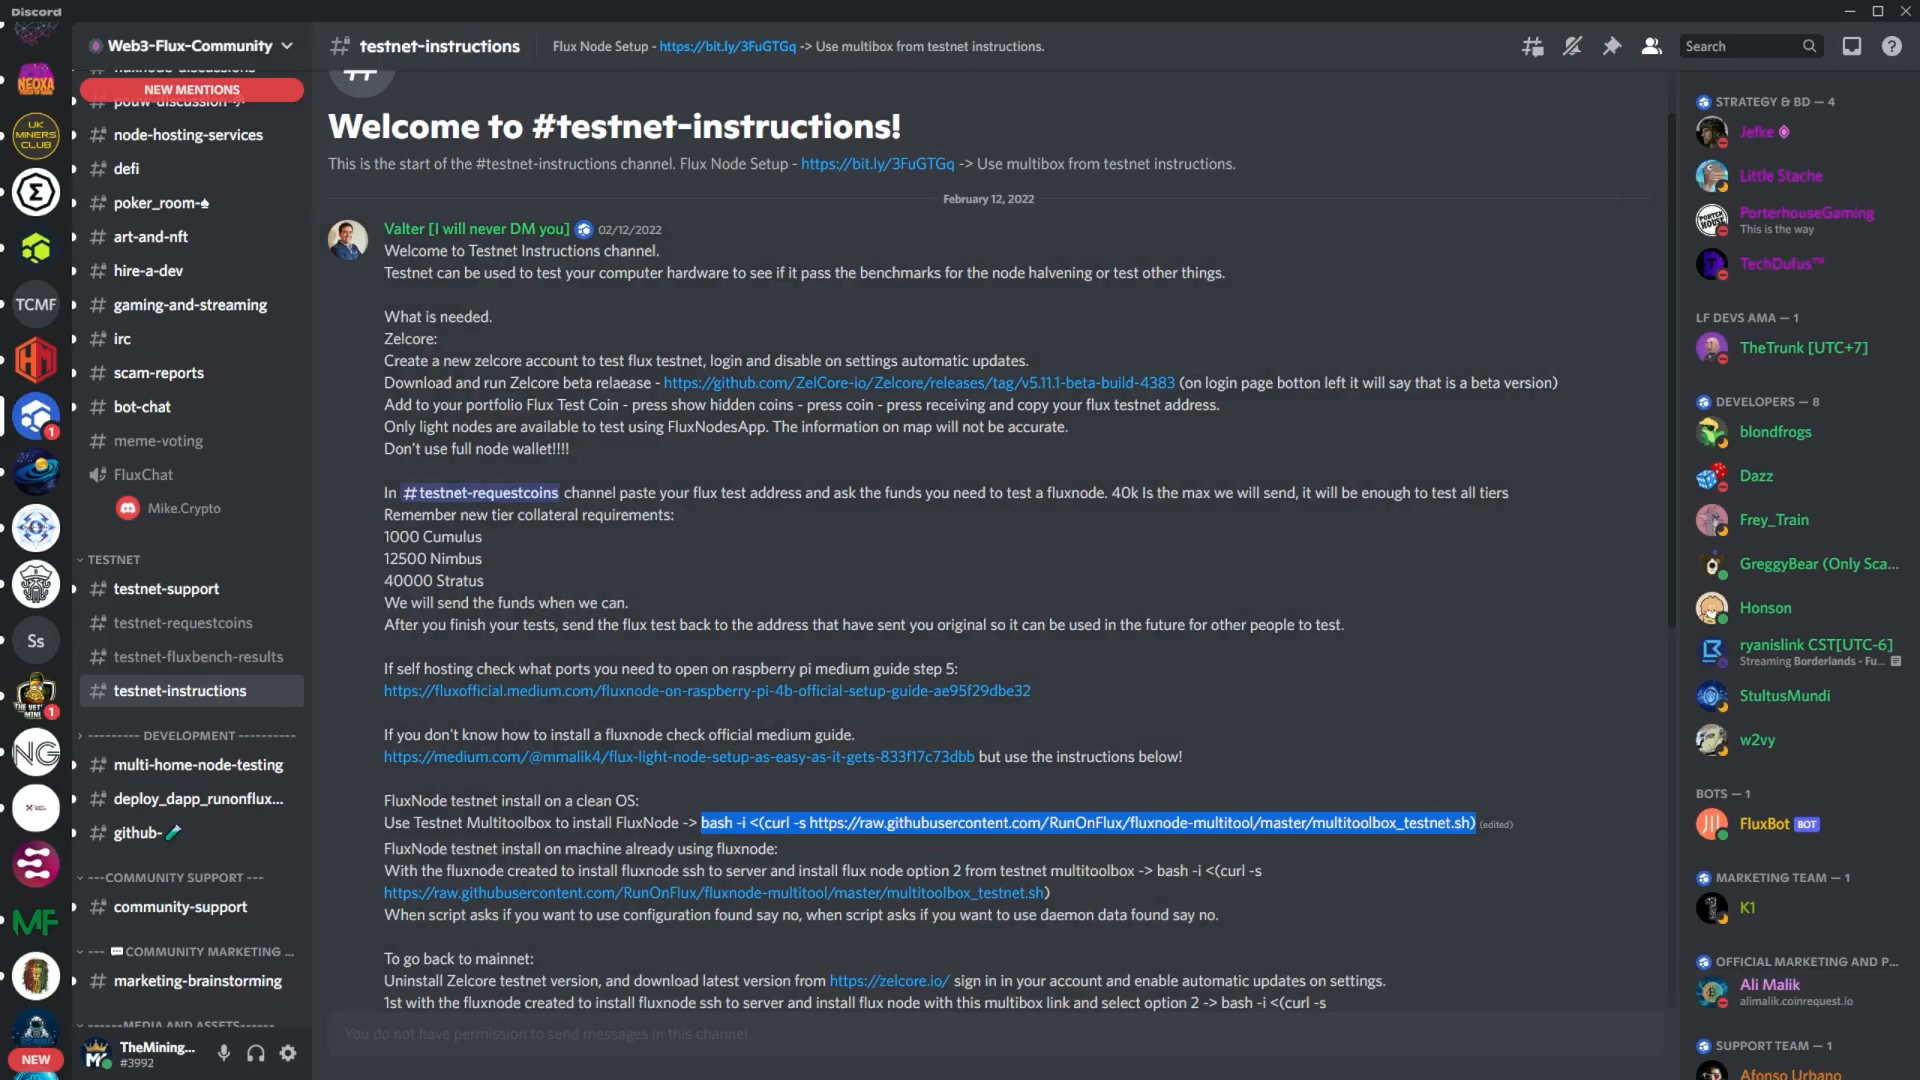 Discord
NEOXA
UK MINERS CLUB
TCMF
1
Ss
THE VET MINI
1
NG
MF
NEW
Web3-Flux-Community
fluxnode-discussions
NEW MENTIONS
pouw-discussion
node-hosting-services
defi
poker_room-♠
art-and-nft
hire-a-dev
gaming-and-streaming
irc
scam-reports
bot-chat
meme-voting
FluxChat
Mike.Crypto
TESTNET
testnet-support
testnet-requestcoins
testnet-fluxbench-results
testnet-instructions
--------- DEVELOPMENT ----------
multi-home-node-testing
deploy_dapp_runonflux...
github-🧪
---COMMUNITY SUPPORT ---
community-support
--- 💬COMMUNITY MARKETING ...
marketing-brainstorming
------MEDIA AND ASSETS------
TheMining...
#3992
testnet-instructions
Flux Node Setup - https://bit.ly/3FuGTGq -> Use multibox from testnet instructions.
Search
Welcome to #testnet-instructions!
This is the start of the #testnet-instructions channel. Flux Node Setup - https://bit.ly/3FuGTGq -> Use multibox from testnet instructions.
February 12, 2022
Valter [I will never DM you] 02/12/2022
Welcome to Testnet Instructions channel.
Testnet can be used to test your computer hardware to see if it pass the benchmarks for the node halvening or test other things.
What is needed.
Zelcore:
Create a new zelcore account to test flux testnet, login and disable on settings automatic updates.
Download and run Zelcore beta relaease - https://github.com/ZelCore-io/Zelcore/releases/tag/v5.11.1-beta-build-4383 (on login page botton left it will say that is a beta version)
Add to your portfolio Flux Test Coin - press show hidden coins - press coin - press receiving and copy your flux testnet address.
Only light nodes are available to test using FluxNodesApp. The information on map will not be accurate.
Don't use full node wallet!!!!
In #testnet-requestcoins channel paste your flux test address and ask the funds you need to test a fluxnode. 40k Is the max we will send, it will be enough to test all tiers
Remember new tier collateral requirements:
1000 Cumulus
12500 Nimbus
40000 Stratus
We will send the funds when we can.
After you finish your tests, send the flux test back to the address that have sent you original so it can be used in the future for other people to test.
If self hosting check what ports you need to open on raspberry pi medium guide step 5:
https://fluxofficial.medium.com/fluxnode-on-raspberry-pi-4b-official-setup-guide-ae95f29dbe32
If you don't know how to install a fluxnode check official medium guide.
https://medium.com/@mmalik4/flux-light-node-setup-as-easy-as-it-gets-833f17c73dbb but use the instructions below!
FluxNode testnet install on a clean OS:
Use Testnet Multitoolbox to install FluxNode -> bash -i <(curl -s https://raw.githubusercontent.com/RunOnFlux/fluxnode-multitool/master/multitoolbox_testnet.sh) (edited)
FluxNode testnet install on machine already using fluxnode:
With the fluxnode created to install fluxnode ssh to server and install flux node option 2 from testnet multitoolbox -> bash -i <(curl -s
https://raw.githubusercontent.com/RunOnFlux/fluxnode-multitool/master/multitoolbox_testnet.sh)
When script asks if you want to use configuration found say no, when script asks if you want to use daemon data found say no.
To go back to mainnet:
Uninstall Zelcore testnet version, and download latest version from https://zelcore.io/ sign in in your account and enable automatic updates on settings.
1st with the fluxnode created to install fluxnode ssh to server and install flux node with this multibox link and select option 2 -> bash -i <(curl -s
You do not have permission to send messages in this channel.
STRATEGY & BD — 4
Jefke
Little Stache
PorterhouseGaming
This is the way
TechDufus™
LF DEVS AMA — 1
TheTrunk [UTC+7]
DEVELOPERS — 8
blondfrogs
Dazz
Frey_Train
GreggyBear (Only Sca...
Honson
ryanislink CST[UTC-6]
Streaming Borderlands - Fu...
StultusMundi
w2vy
BOTS — 1
FluxBot BOT
MARKETING TEAM — 1
K1
OFFICIAL MARKETING AND P...
Ali Malik
alimalik.coinrequest.io
SUPPORT TEAM — 1
Afonso Urbano